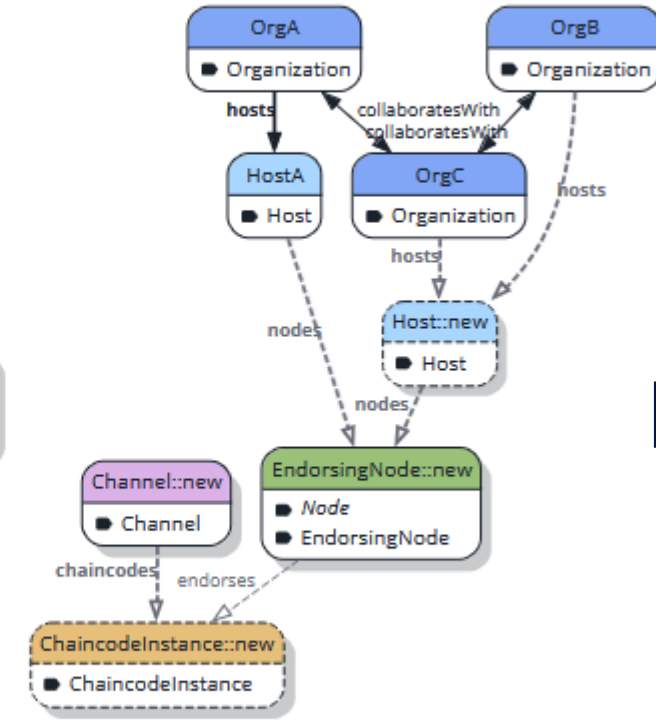 OrgA
OrgB
Organization
Organization
hosts
collaboratesWith
collaboratesWith
HostA
OrgC
Host
Organization
hosts
hosts
Host::new
nodes
Host
nodes
EndorsingNode::new
Channel::new
Node
Channel
EndorsingNode
chaincodes
endorses
ChaincodeInstance::new
ChaincodeInstance